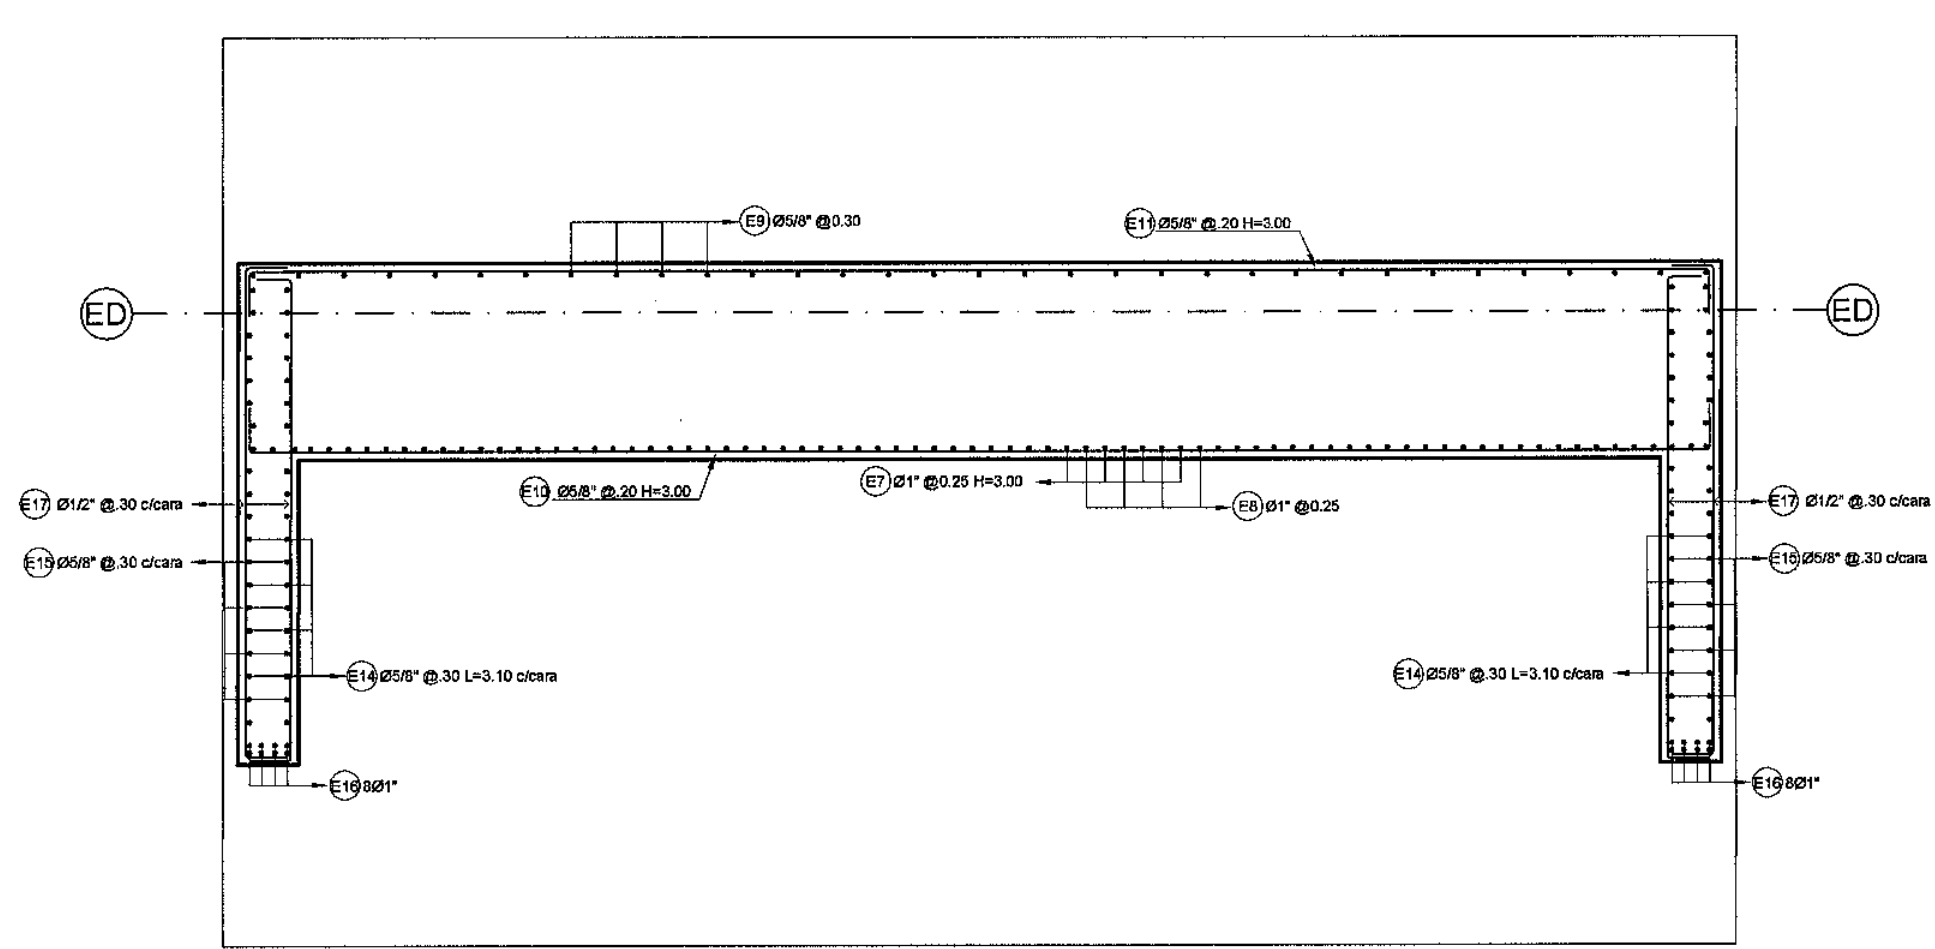 E9 Ø5/8" @0.30
E11 Ø5/8" @.20 H=3.00
ED
ED
E10 Ø5/8" @.20 H=3.00
E7 Ø1" @0.25 H=3.00
E8 Ø1" @0.25
E17 Ø1/2" @.30 c/cara
E17 Ø1/2" @.30 c/cara
E15 Ø5/8" @.30 c/cara
E15 Ø5/8" @.30 c/cara
E14 Ø5/8" @.30 L=3.10 c/cara
E14 Ø5/8" @.30 L=3.10 c/cara
E16 8Ø1"
E16 8Ø1"